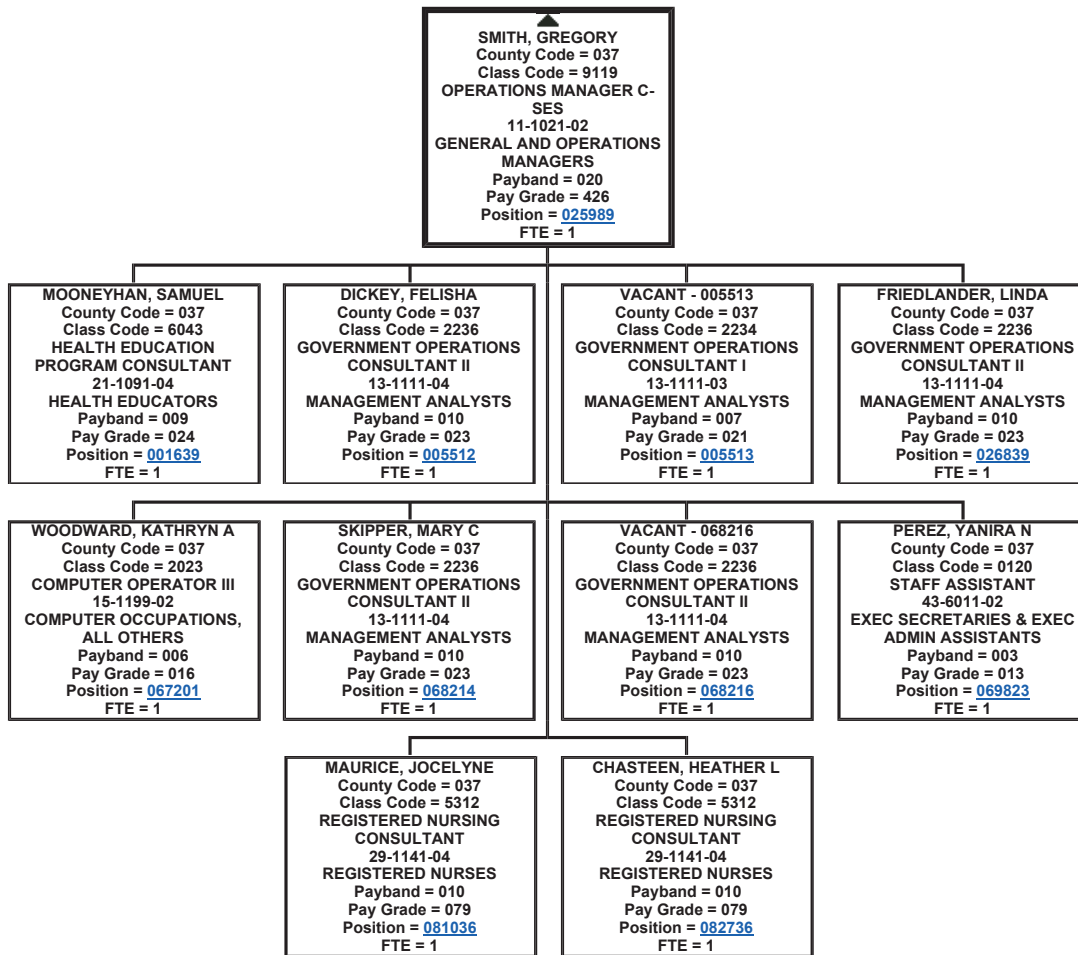 SMITH, GREGORY
County Code = 037
Class Code = 9119
OPERATIONS MANAGER C-
SES
11-1021-02
GENERAL AND OPERATIONS
MANAGERS
Payband = 020
Pay Grade = 426
Position = 025989
FTE = 1
MOONEYHAN, SAMUEL
County Code = 037
Class Code = 6043
HEALTH EDUCATION
PROGRAM CONSULTANT
21-1091-04
HEALTH EDUCATORS
Payband = 009
Pay Grade = 024
Position = 001639
FTE = 1
DICKEY, FELISHA
County Code = 037
Class Code = 2236
GOVERNMENT OPERATIONS
CONSULTANT II
13-1111-04
MANAGEMENT ANALYSTS
Payband = 010
Pay Grade = 023
Position = 005512
FTE = 1
VACANT - 005513
County Code = 037
Class Code = 2234
GOVERNMENT OPERATIONS
CONSULTANT I
13-1111-03
MANAGEMENT ANALYSTS
Payband = 007
Pay Grade = 021
Position = 005513
FTE = 1
FRIEDLANDER, LINDA
County Code = 037
Class Code = 2236
GOVERNMENT OPERATIONS
CONSULTANT II
13-1111-04
MANAGEMENT ANALYSTS
Payband = 010
Pay Grade = 023
Position = 026839
FTE = 1
WOODWARD, KATHRYN A
County Code = 037
Class Code = 2023
COMPUTER OPERATOR III
15-1199-02
COMPUTER OCCUPATIONS,
ALL OTHERS
Payband = 006
Pay Grade = 016
Position = 067201
FTE = 1
SKIPPER, MARY C
County Code = 037
Class Code = 2236
GOVERNMENT OPERATIONS
CONSULTANT II
13-1111-04
MANAGEMENT ANALYSTS
Payband = 010
Pay Grade = 023
Position = 068214
FTE = 1
VACANT - 068216
County Code = 037
Class Code = 2236
GOVERNMENT OPERATIONS
CONSULTANT II
13-1111-04
MANAGEMENT ANALYSTS
Payband = 010
Pay Grade = 023
Position = 068216
FTE = 1
PEREZ, YANIRA N
County Code = 037
Class Code = 0120
STAFF ASSISTANT
43-6011-02
EXEC SECRETARIES & EXEC
ADMIN ASSISTANTS
Payband = 003
Pay Grade = 013
Position = 069823
FTE = 1
MAURICE, JOCELYNE
County Code = 037
Class Code = 5312
REGISTERED NURSING
CONSULTANT
29-1141-04
REGISTERED NURSES
Payband = 010
Pay Grade = 079
Position = 081036
FTE = 1
CHASTEEN, HEATHER L
County Code = 037
Class Code = 5312
REGISTERED NURSING
CONSULTANT
29-1141-04
REGISTERED NURSES
Payband = 010
Pay Grade = 079
Position = 082736
FTE = 1